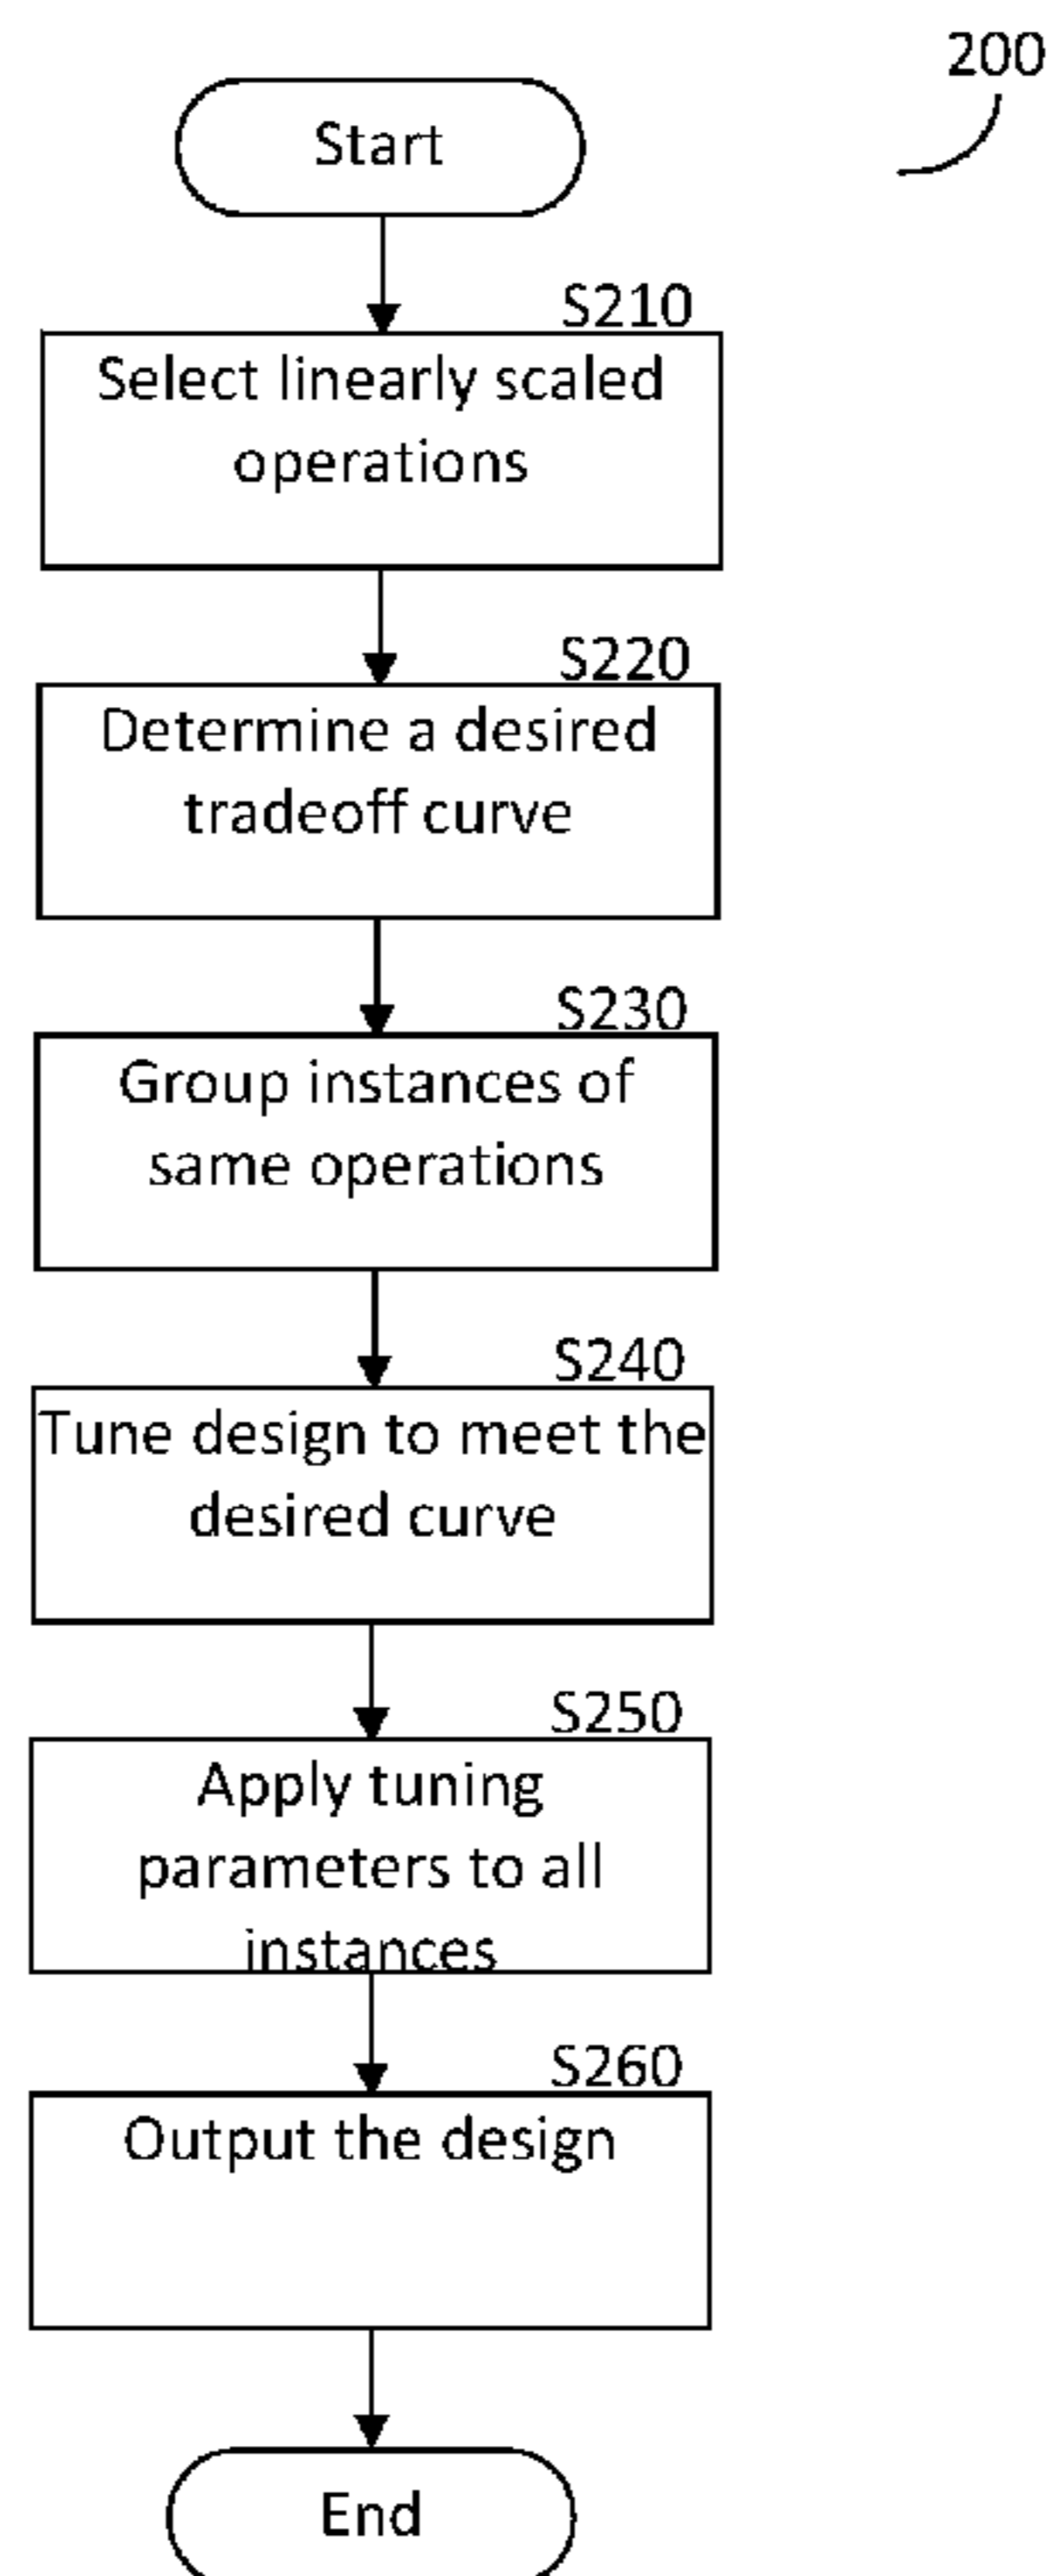 200
Start
S210
Select linearly scaled
operations
S220
Determine a desired
tradeoff curve
S230
Group instances of
same operations
S240
Tune design to meet the
desired curve
S250
Apply tuning
parameters to all
instances
S260
Output the design
End